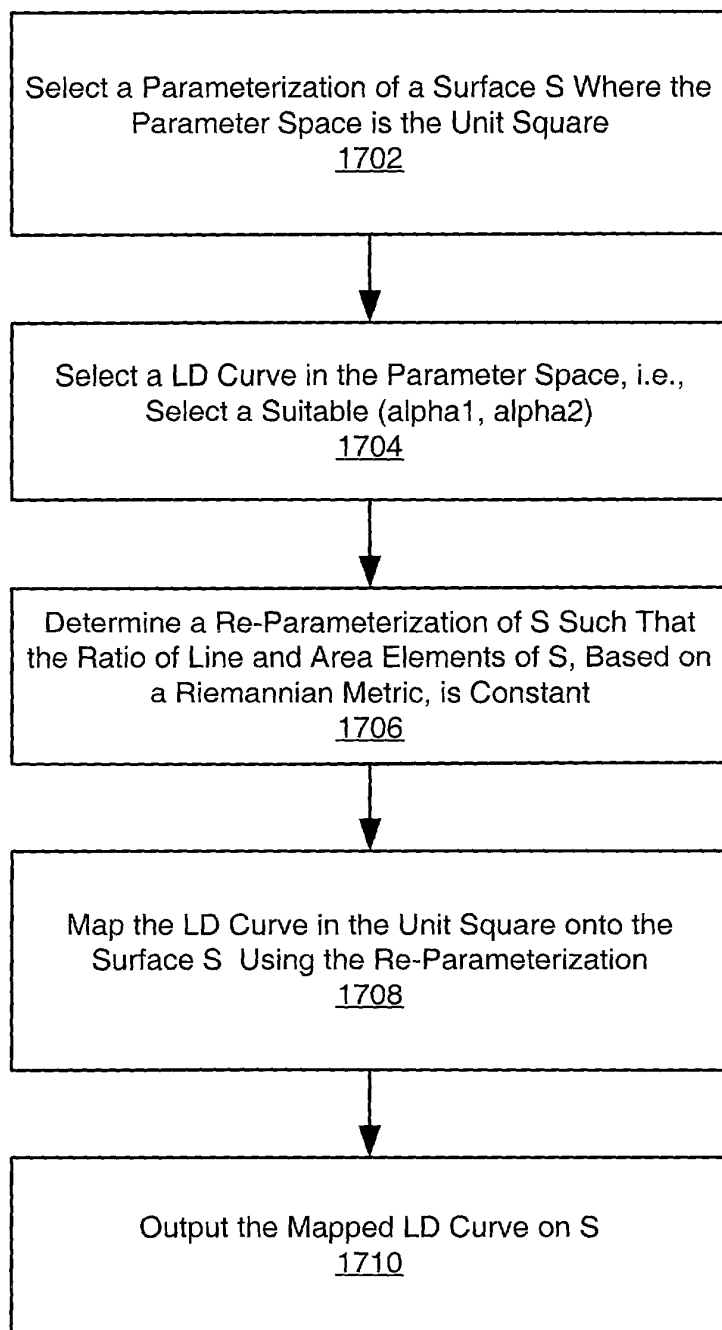 Select a Parameterization of a Surface S Where the
Parameter Space is the Unit Square
1702
Select a LD Curve in the Parameter Space, i.e.,
Select a Suitable (alpha1, alpha2)
1704
Determine a Re-Parameterization of S Such That
the Ratio of Line and Area Elements of S, Based on
a Riemannian Metric, is Constant
1706
Map the LD Curve in the Unit Square onto the
Surface S Using the Re-Parameterization
1708
Output the Mapped LD Curve on S
1710